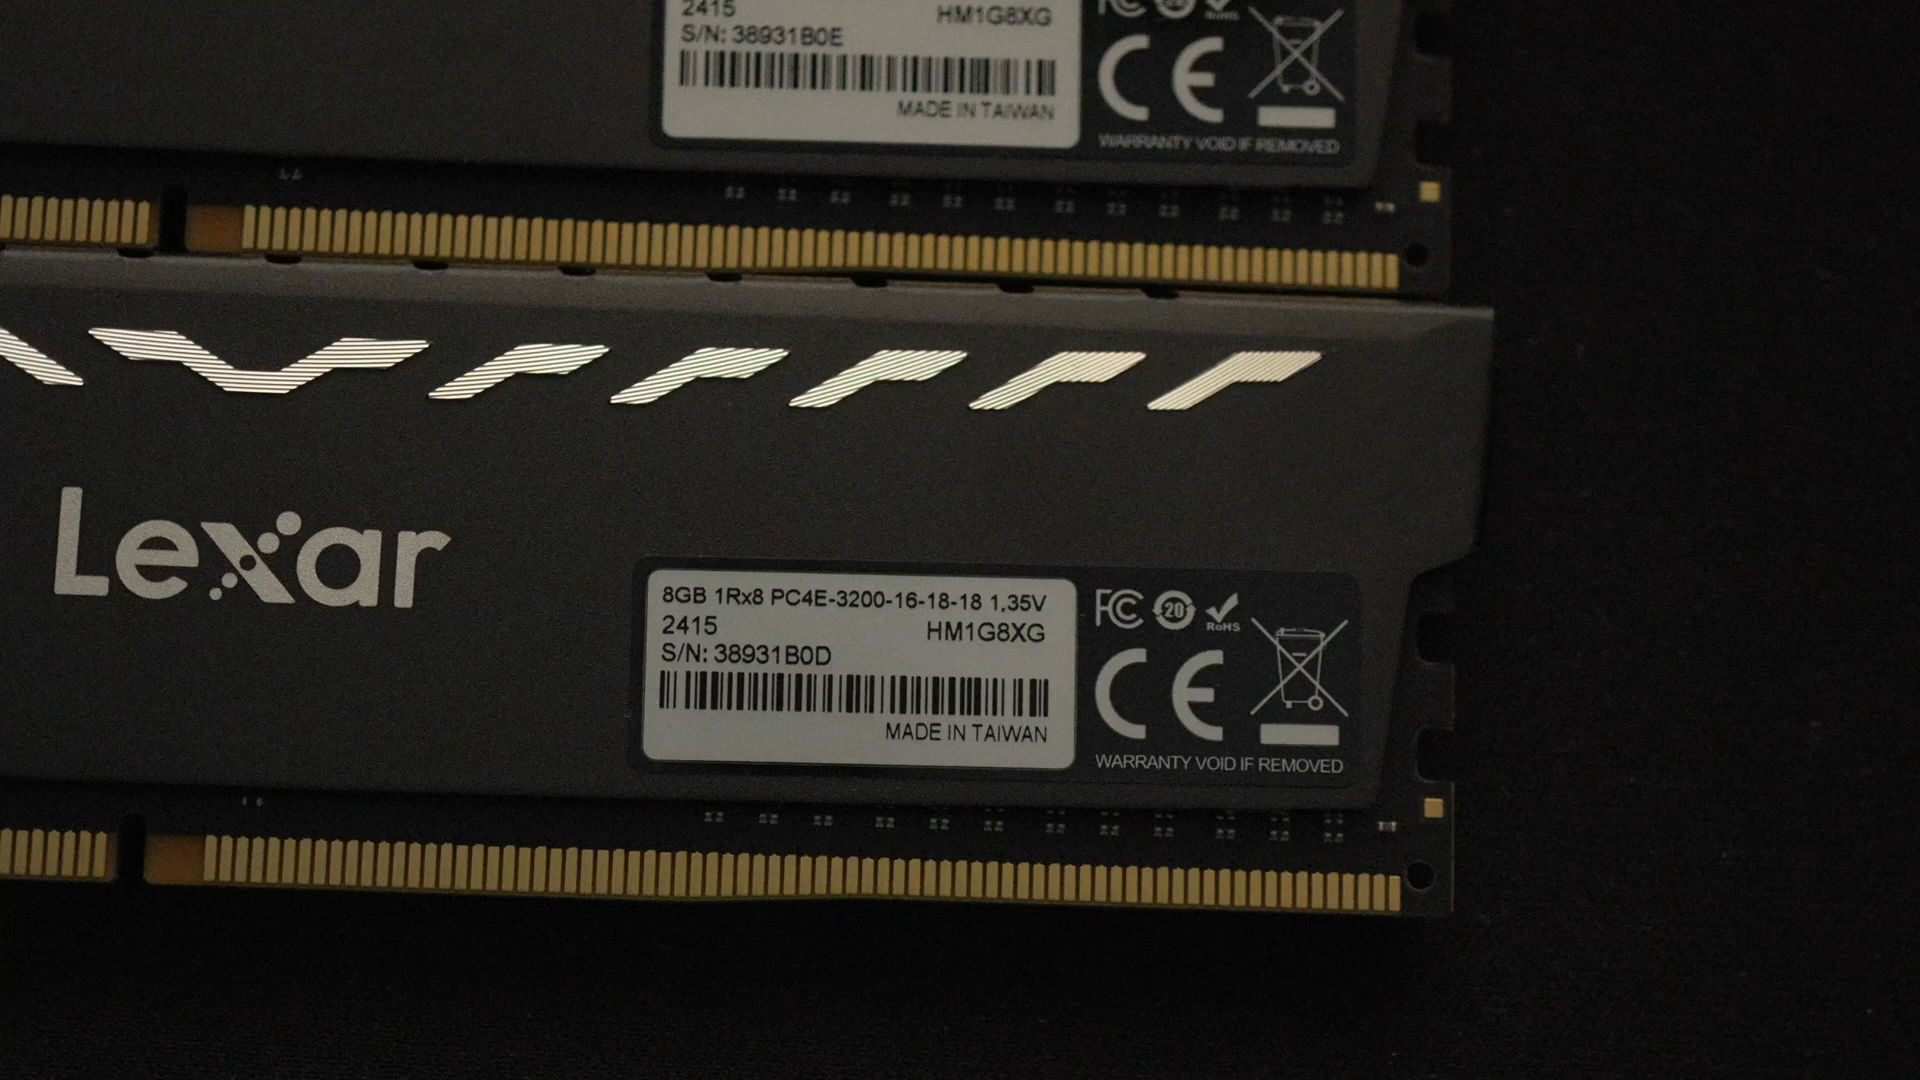 2415
HM1G8XG
S/N: 38931B0E
MADE IN TAIWAN
CE
WARRANTY VOID IF REMOVED
Lexar
8GB 1Rx8 PC4E-3200-16-18-18 1.35V
2415
HM1G8XG
S/N: 38931B0D
MADE IN TAIWAN
FC
20
RoHS
CE
WARRANTY VOID IF REMOVED